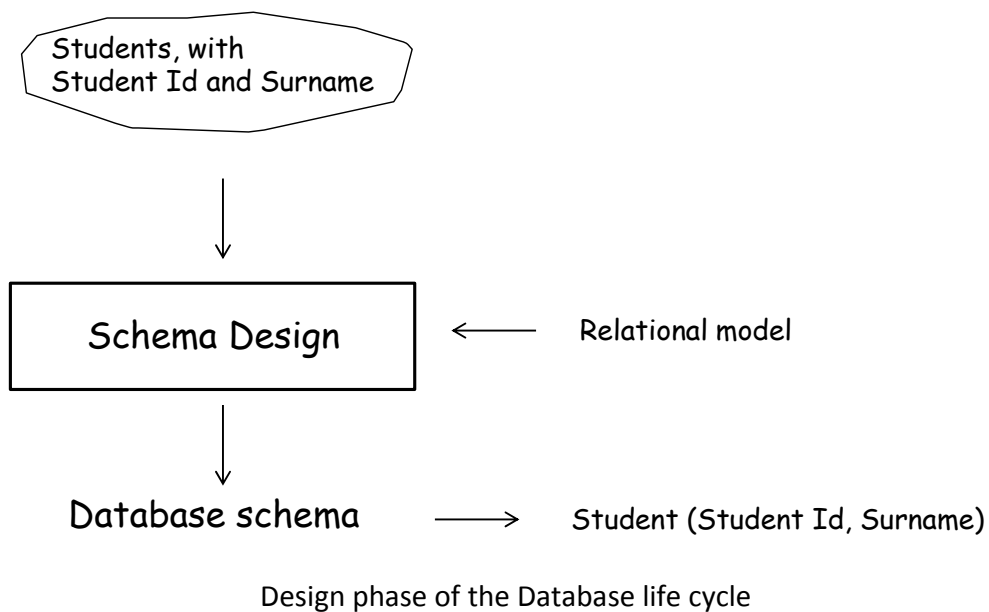 Students, with
Student Id and Surname
Schema Design
Relational model
Database schema
Student (Student Id, Surname)
Design phase of the Database life cycle